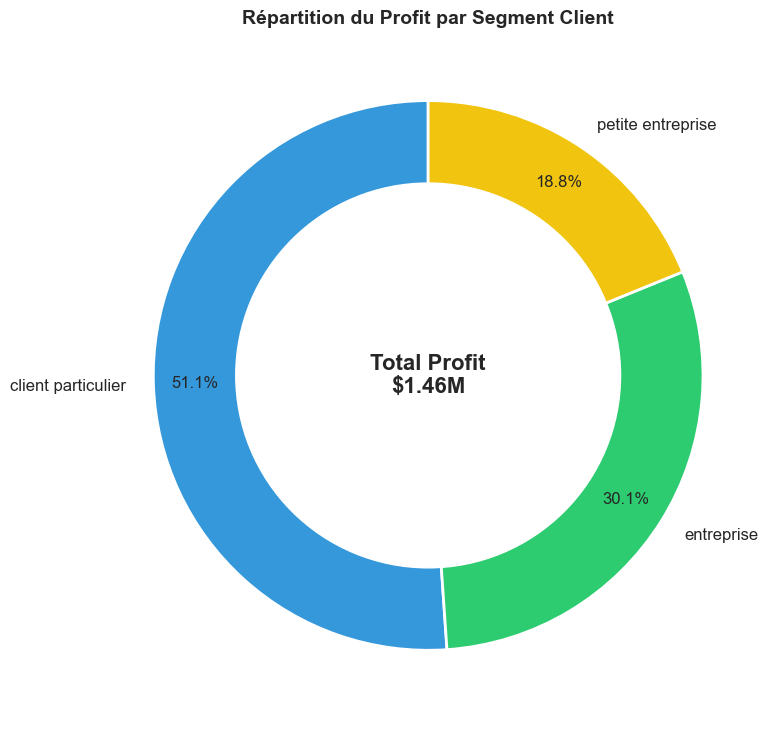 Répartition du Profit par Segment Client
petite entreprise
18.8%
Total Profit
$1.46M
client particulier
51.1%
30.1%
entreprise